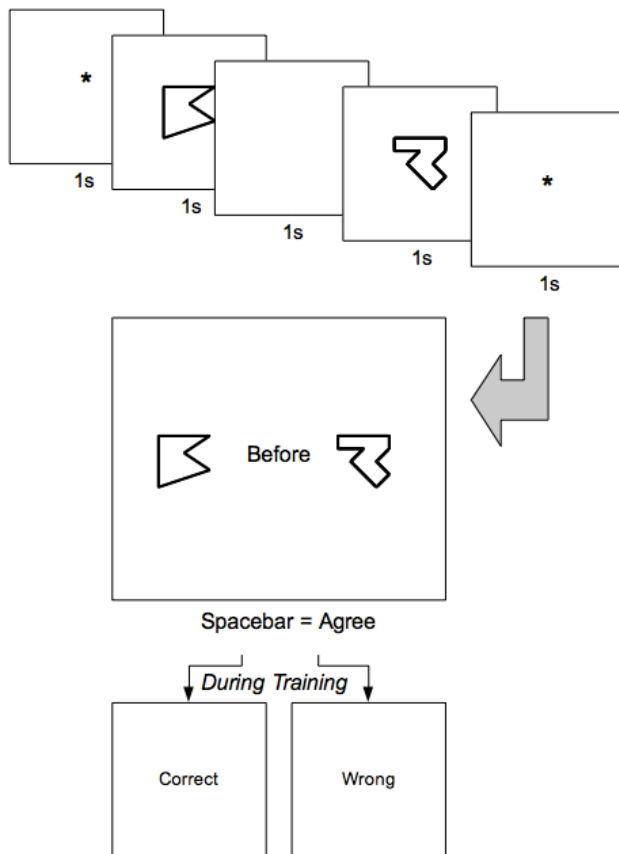 *
1s
1s
1s
1s
*
1s
Before
Spacebar = Agree
During Training
Correct
Wrong